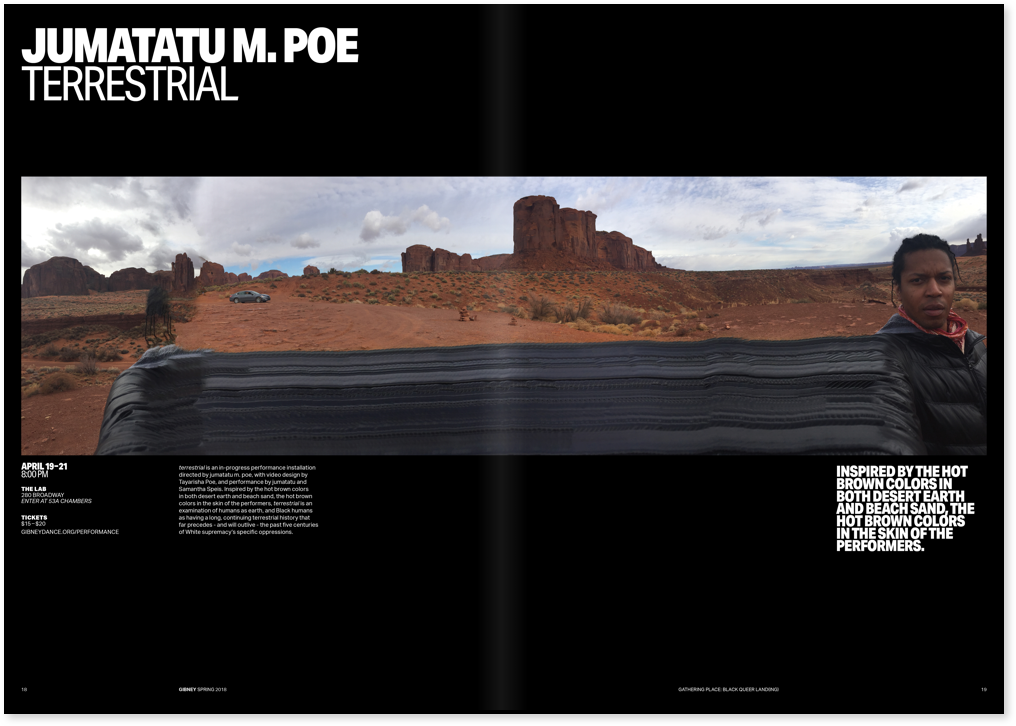 JUMATATU M. POE
TERRESTRIAL
APRIL 19–21
8:00 PM
THE LAB
280 BROADWAY
ENTER AT 53A CHAMBERS
TICKETS
$15–$20
GIBNEYDANCE.ORG/PERFORMANCE
terrestrial is an in-progress performance installation
directed by jumatatu m. poe, with video design by
Tayarisha Poe, and performance by jumatatu and
Samantha Speis. Inspired by the hot brown colors
in both desert earth and beach sand, the hot brown
colors in the skin of the performers, terrestrial is an
examination of humans as earth, and Black humans
as having a long, continuing terrestrial history that
far precedes - and will outlive - the past five centuries
of White supremacy's specific oppressions.
INSPIRED BY THE HOT
BROWN COLORS IN
BOTH DESERT EARTH
AND BEACH SAND, THE
HOT BROWN COLORS
IN THE SKIN OF THE
PERFORMERS.
18
GIBNEY SPRING 2018
GATHERING PLACE: BLACK QUEER LAND(ING)
19